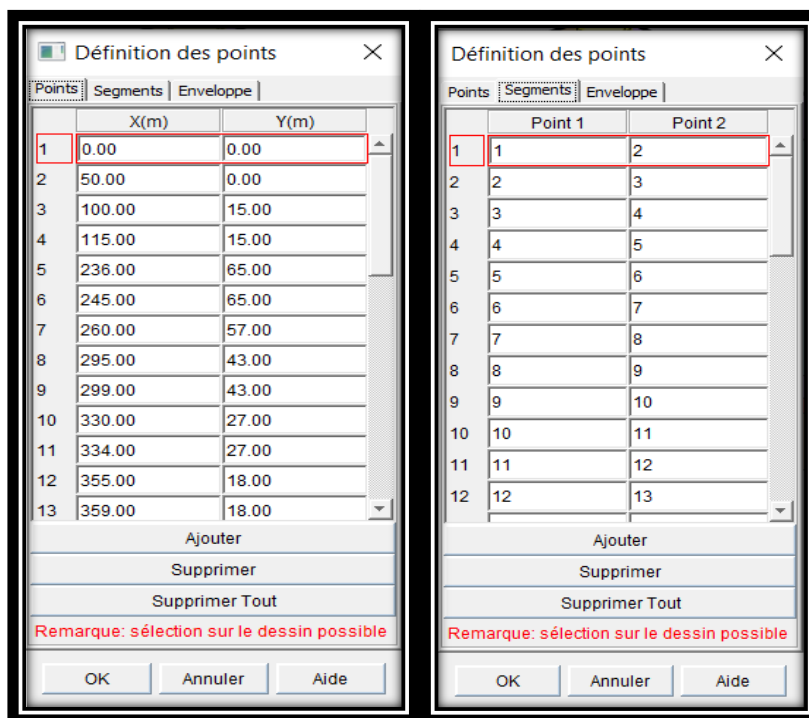 Définition des points
Points Segments Enveloppe
X(m) Y(m)
1 0.00 0.00
2 50.00 0.00
3 100.00 15.00
4 115.00 15.00
5 236.00 65.00
6 245.00 65.00
7 260.00 57.00
8 295.00 43.00
9 299.00 43.00
10 330.00 27.00
11 334.00 27.00
12 355.00 18.00
13 359.00 18.00
Ajouter
Supprimer
Supprimer Tout
Remarque: sélection sur le dessin possible
OK Annuler Aide
Définition des points
Points Segments Enveloppe
Point 1 Point 2
1 1 2
2 2 3
3 3 4
4 4 5
5 5 6
6 6 7
7 7 8
8 8 9
9 9 10
10 10 11
11 11 12
12 12 13
Ajouter
Supprimer
Supprimer Tout
Remarque: sélection sur le dessin possible
OK Annuler Aide